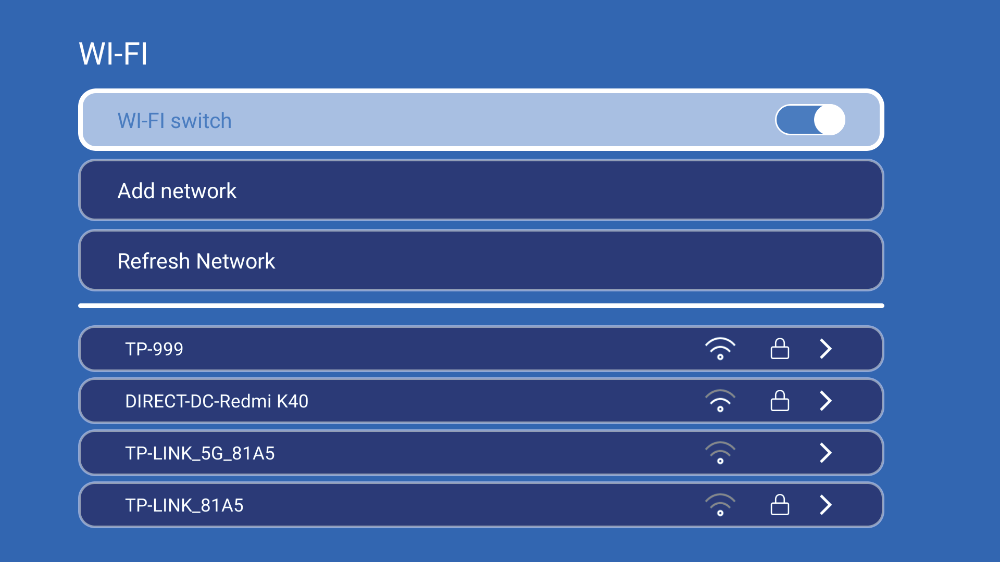 WI-FI
WI-FI switch
Add network
Refresh Network
TP-999
DIRECT-DC-Redmi K40
TP-LINK_5G_81A5
TP-LINK_81A5